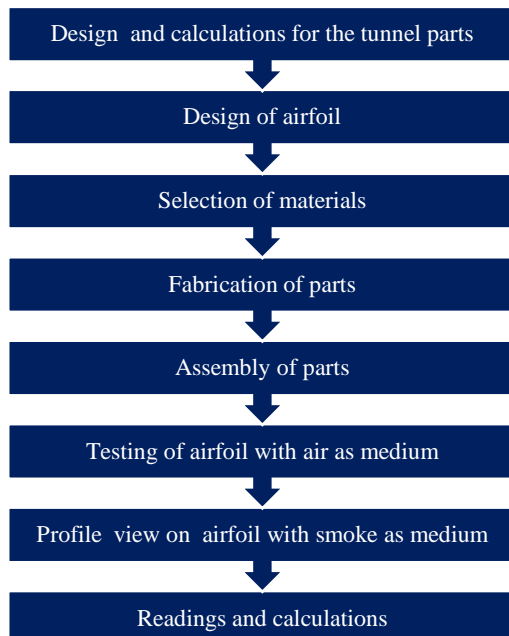 Design and calculations for the tunnel parts
Design of airfoil
Selection of materials
Fabrication of parts
Assembly of parts
Testing of airfoil with air as medium
Profile view on airfoil with smoke as medium
Readings and calculations